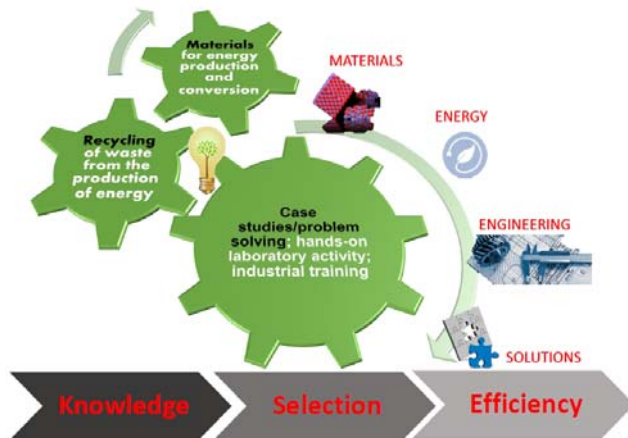 Materials
for energy
production
and
conversion
Recycling
of waste
from the
production
of energy
Case
studies/problem
solving; hands-on
laboratory activity;
industrial training
MATERIALS
ENERGY
ENGINEERING
SOLUTIONS
Knowledge
Selection
Efficiency